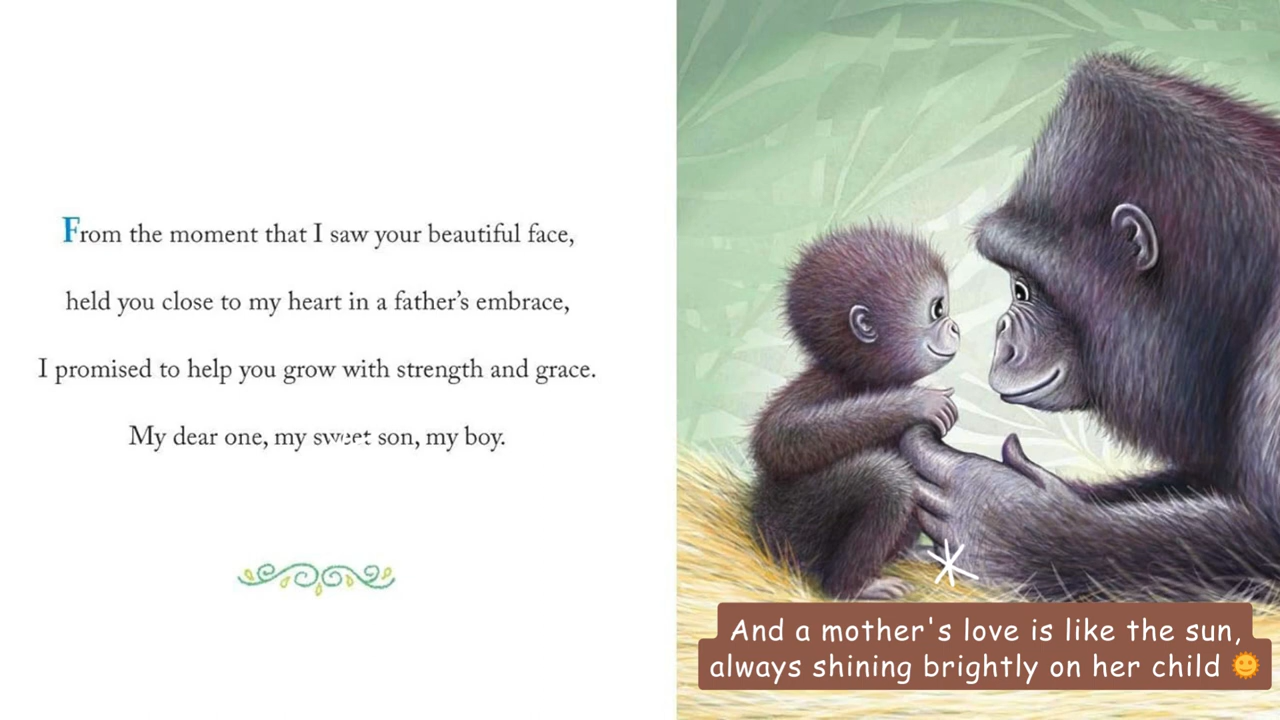 From the moment that I saw your beautiful face,
held you close to my heart in a father's embrace,
I promised to help you grow with strength and grace.
My dear one, my sweet son, my boy.
And a mother's love is like the sun,
always shining brightly on her child 🌞